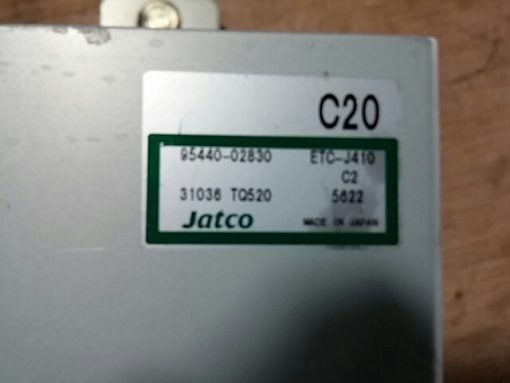 C20
95440-02830 ETC-J410
C2
31036 TQ520 5622
Jatco MADE IN JAPAN